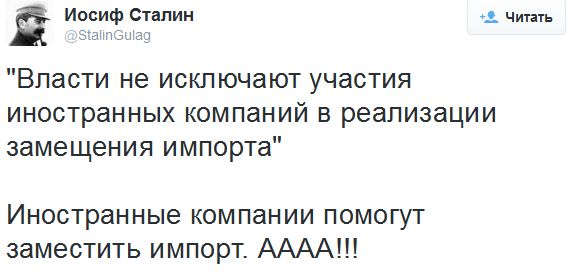 Иосиф Сталин
@StalinGulag
Читать
"Власти не исключают участия
иностранных компаний в реализации
замещения импорта"
Иностранные компании помогут
заместить импорт. АААА!!!